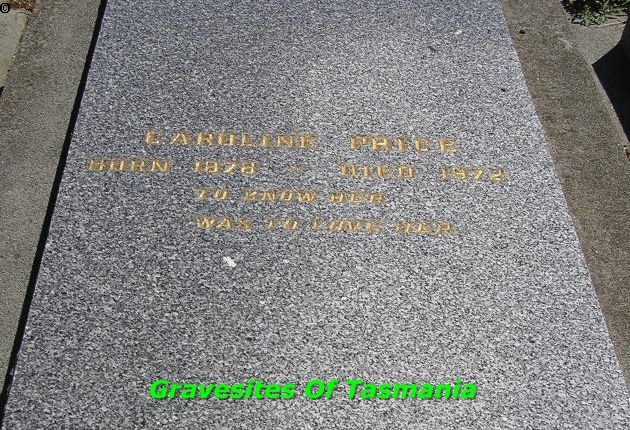 ©
CAROLINE PRICE
BORN 1878 – DIED 1972
TO KNOW HER
WAS TO LOVE HER.
Gravesites Of Tasmania